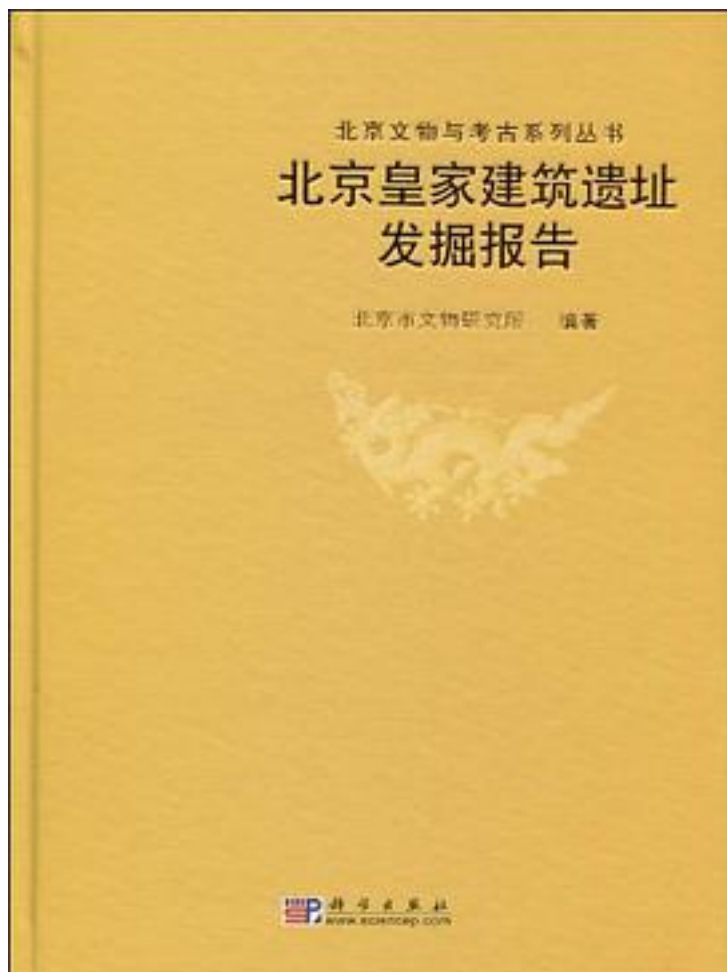 北京文物与考古系列丛书
北京皇家建筑遗址
发掘报告
北京市文物研究所 编著
科学出版社
www.sciencep.com